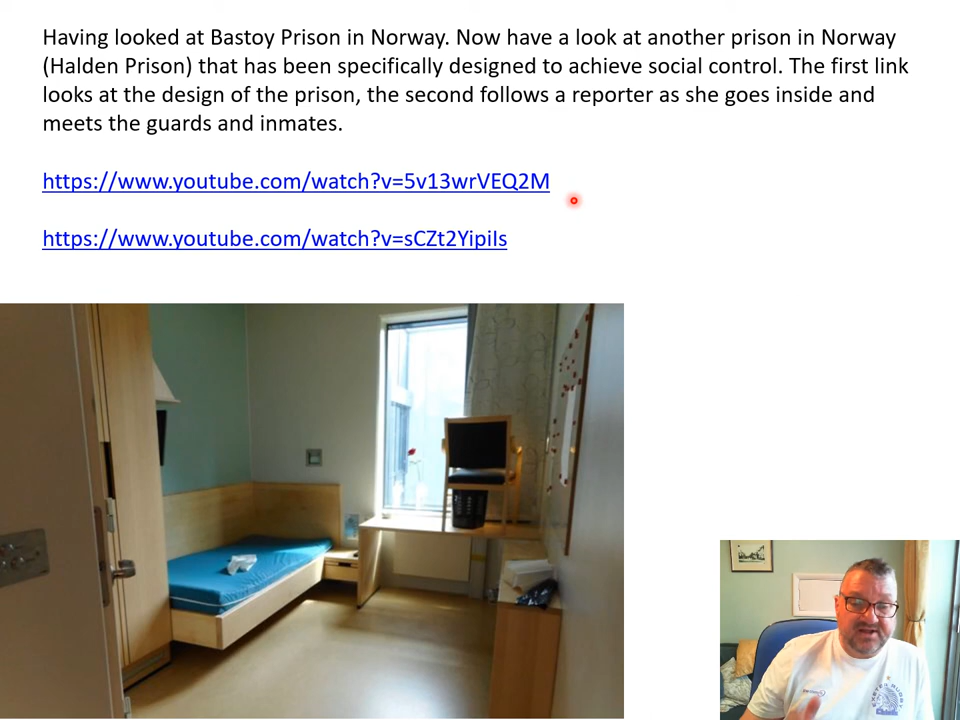 Having looked at Bastoy Prison in Norway. Now have a look at another prison in Norway
(Halden Prison) that has been specifically designed to achieve social control. The first link
looks at the design of the prison, the second follows a reporter as she goes inside and
meets the guards and inmates.
https://www.youtube.com/watch?v=5v13wrVEQ2M
https://www.youtube.com/watch?v=sCZt2YipiIs
EXETER RUGBY